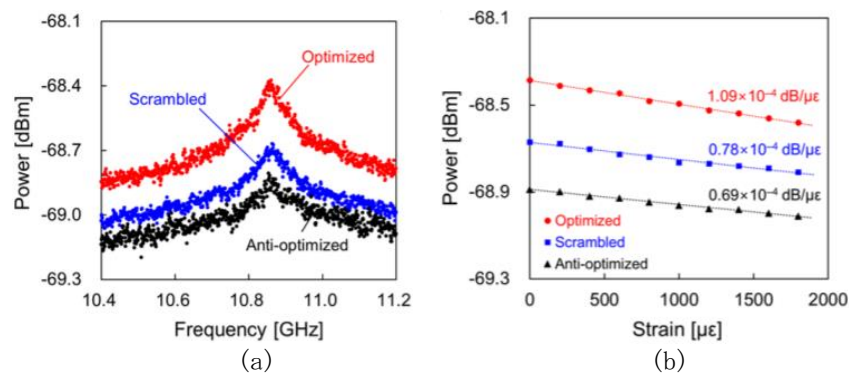 -68.1
-68.4
-68.7
-69.0
-69.3
Power [dBm]
Optimized
Scrambled
Anti-optimized
10.4 10.6 10.8 11.0 11.2
Frequency [GHz]
(a)
-68.1
-68.5
-68.9
-69.3
Power [dBm]
1.09×10⁻⁴ dB/με
0.78×10⁻⁴ dB/με
0.69×10⁻⁴ dB/με
Optimized
Scrambled
Anti-optimized
0 500 1000 1500 2000
Strain [με]
(b)